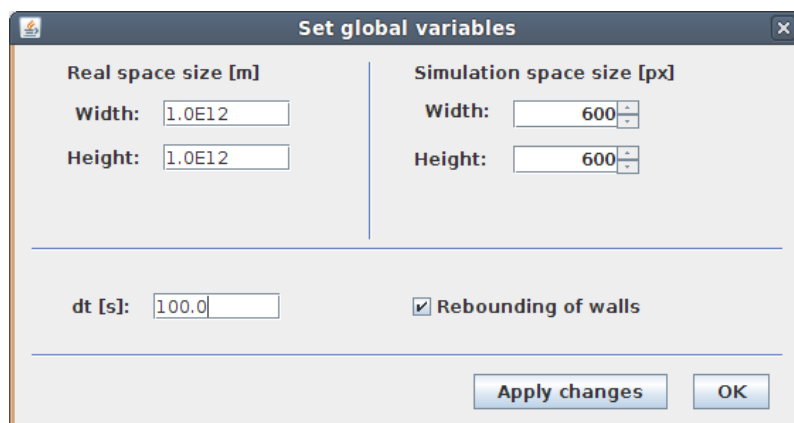 Set global variables
Real space size [m]
Width: 1.0E12
Height: 1.0E12
Simulation space size [px]
Width: 600
Height: 600
dt [s]: 100.0
Rebounding of walls
Apply changes
OK